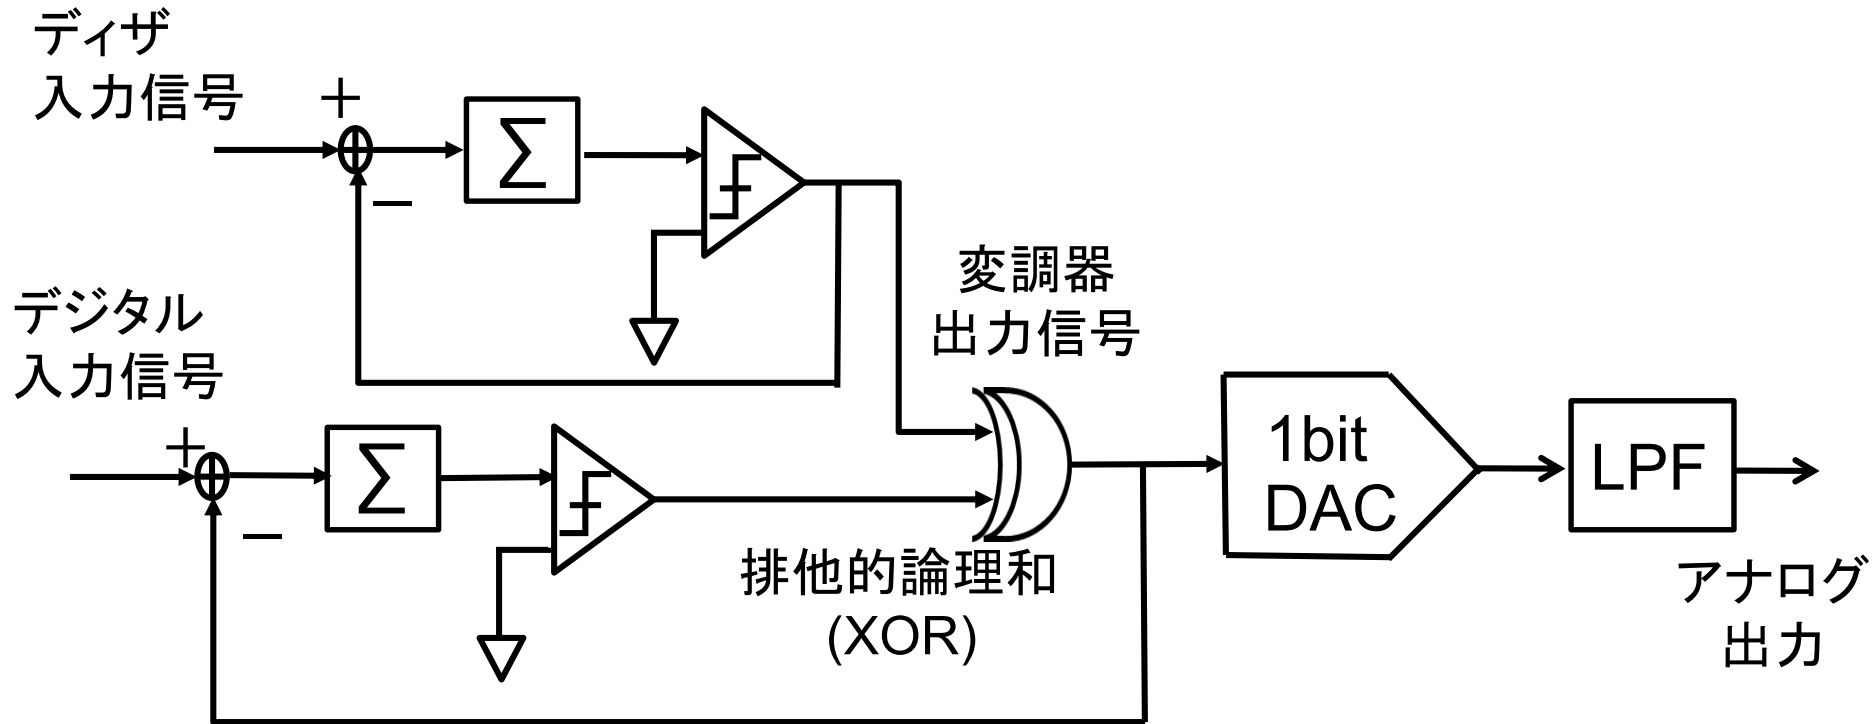 ディザ
入力信号
+
Σ
−
デジタル
入力信号
+
Σ
−
変調器
出力信号
排他的論理和
(XOR)
1bit
DAC
LPF
アナログ
出力